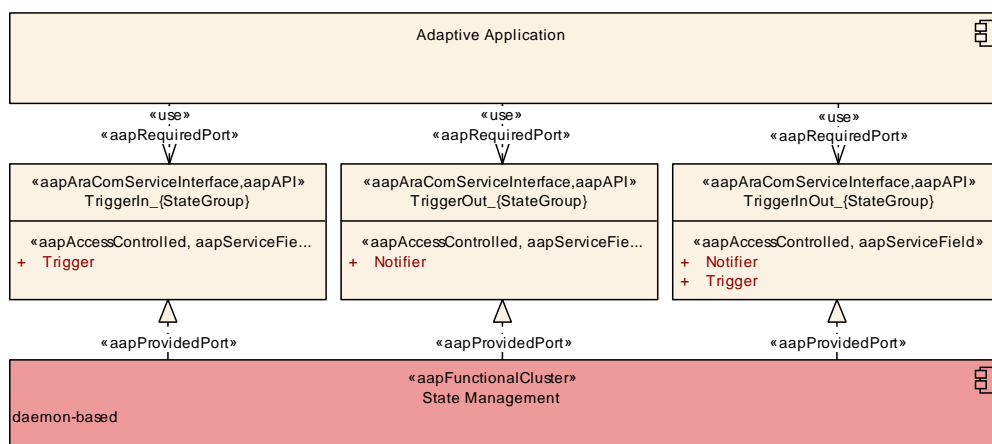 Adaptive Application
«use»
«aapRequiredPort»
«use»
«aapRequiredPort»
«use»
«aapRequiredPort»
«aapAraComServiceInterface,aapAPI»
TriggerIn_{StateGroup}
«aapAccessControlled, aapServiceFie...
+ Trigger
«aapAraComServiceInterface,aapAPI»
TriggerOut_{StateGroup}
«aapAccessControlled, aapServiceFie...
+ Notifier
«aapAraComServiceInterface,aapAPI»
TriggerInOut_{StateGroup}
«aapAccessControlled, aapServiceField»
+ Notifier
+ Trigger
«aapProvidedPort»
«aapProvidedPort»
«aapProvidedPort»
«aapFunctionalCluster»
State Management
daemon-based